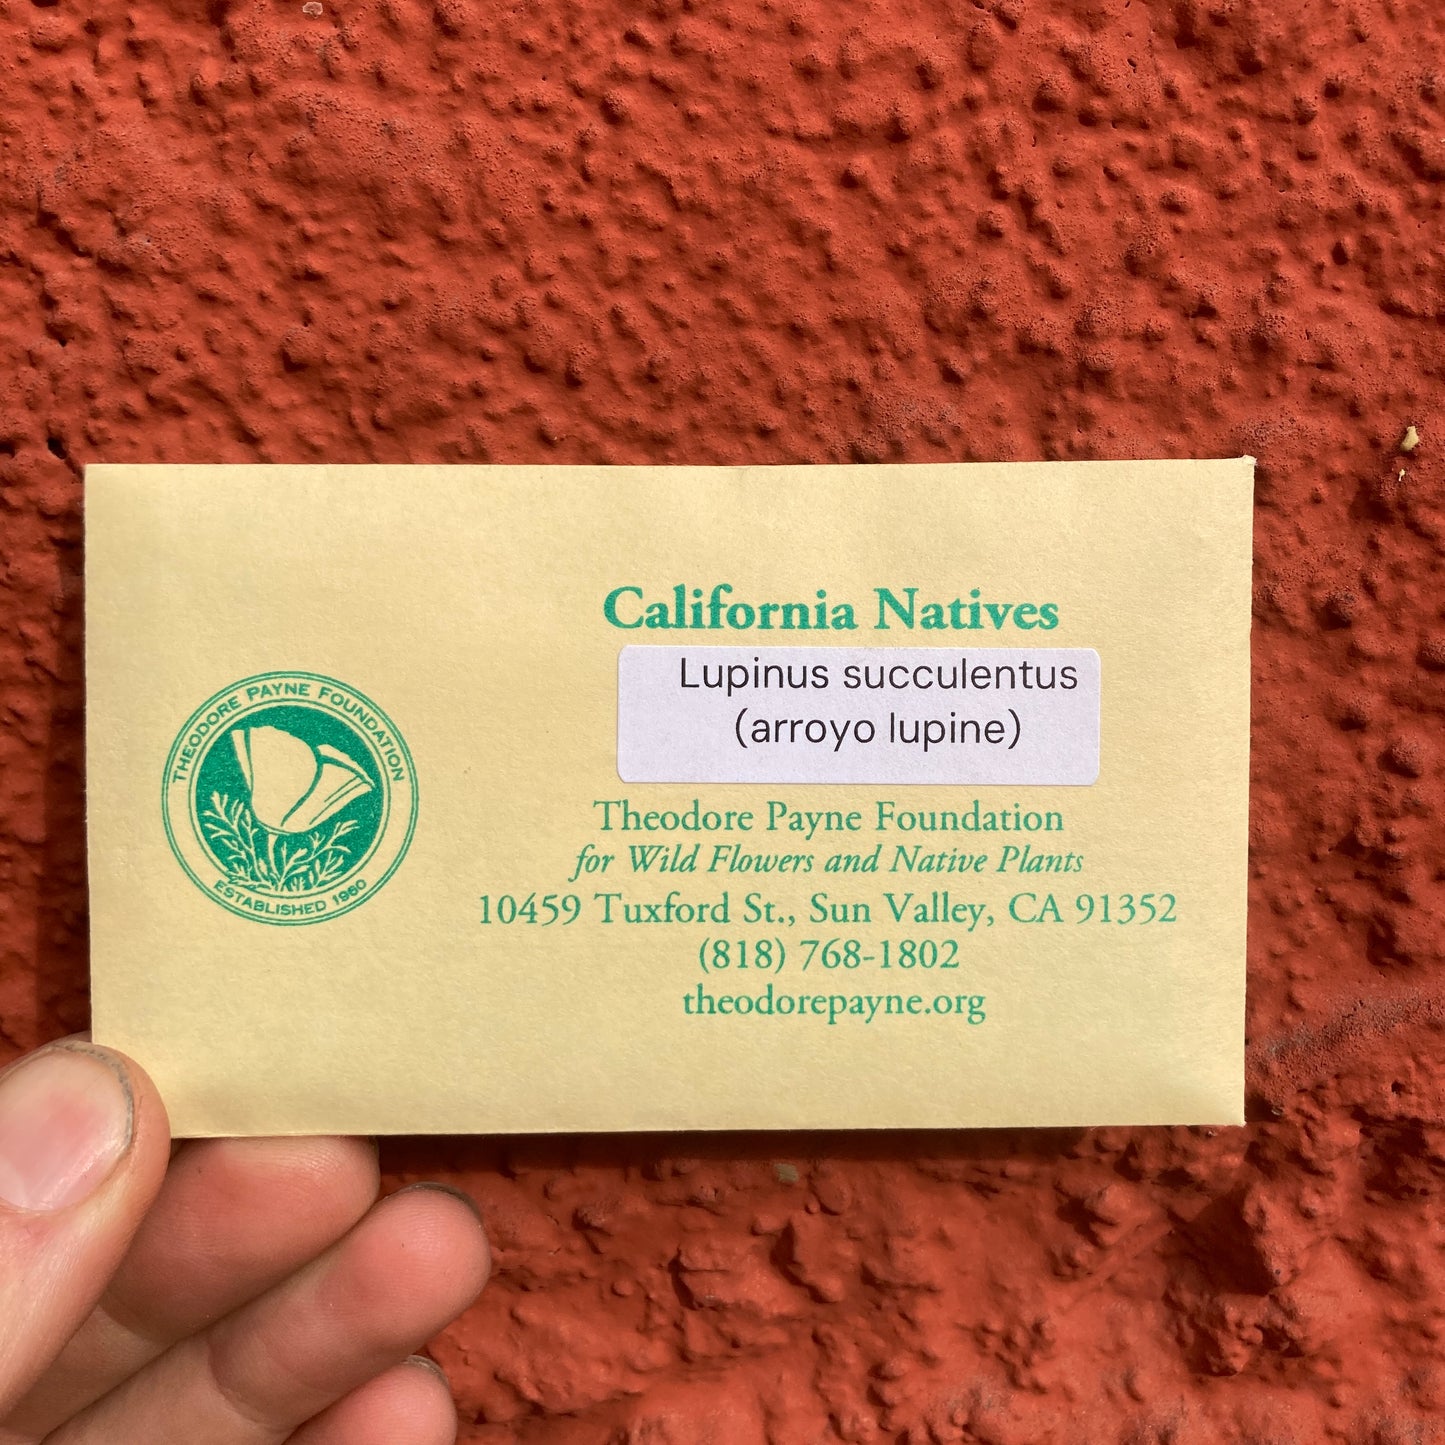 THEODORE PAYNE FOUNDATION
ESTABLISHED 1960
California Natives
Lupinus succulentus
(arroyo lupine)
Theodore Payne Foundation
for Wild Flowers and Native Plants
10459 Tuxford St., Sun Valley, CA 91352
(818) 768-1802
theodorepayne.org